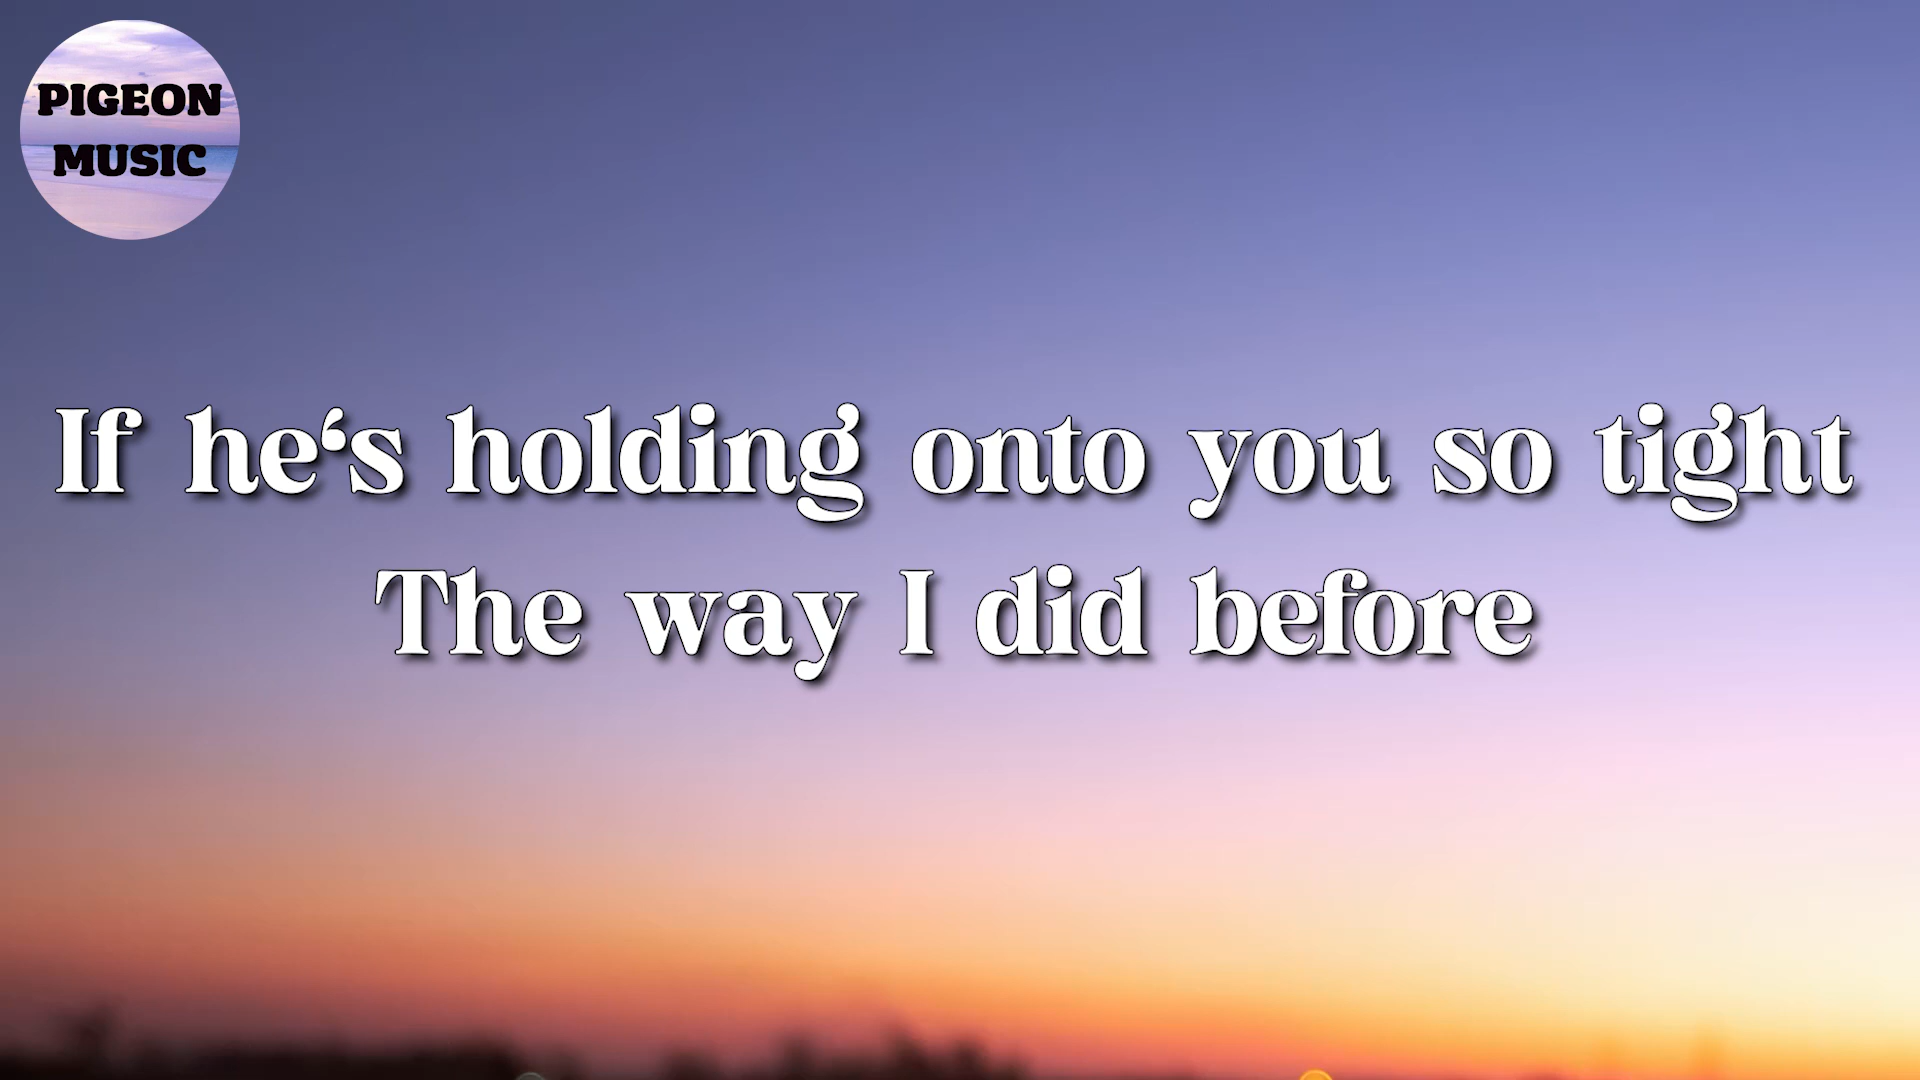 PIGEON
MUSIC
If he‘s holding onto you so tight
The way I did before